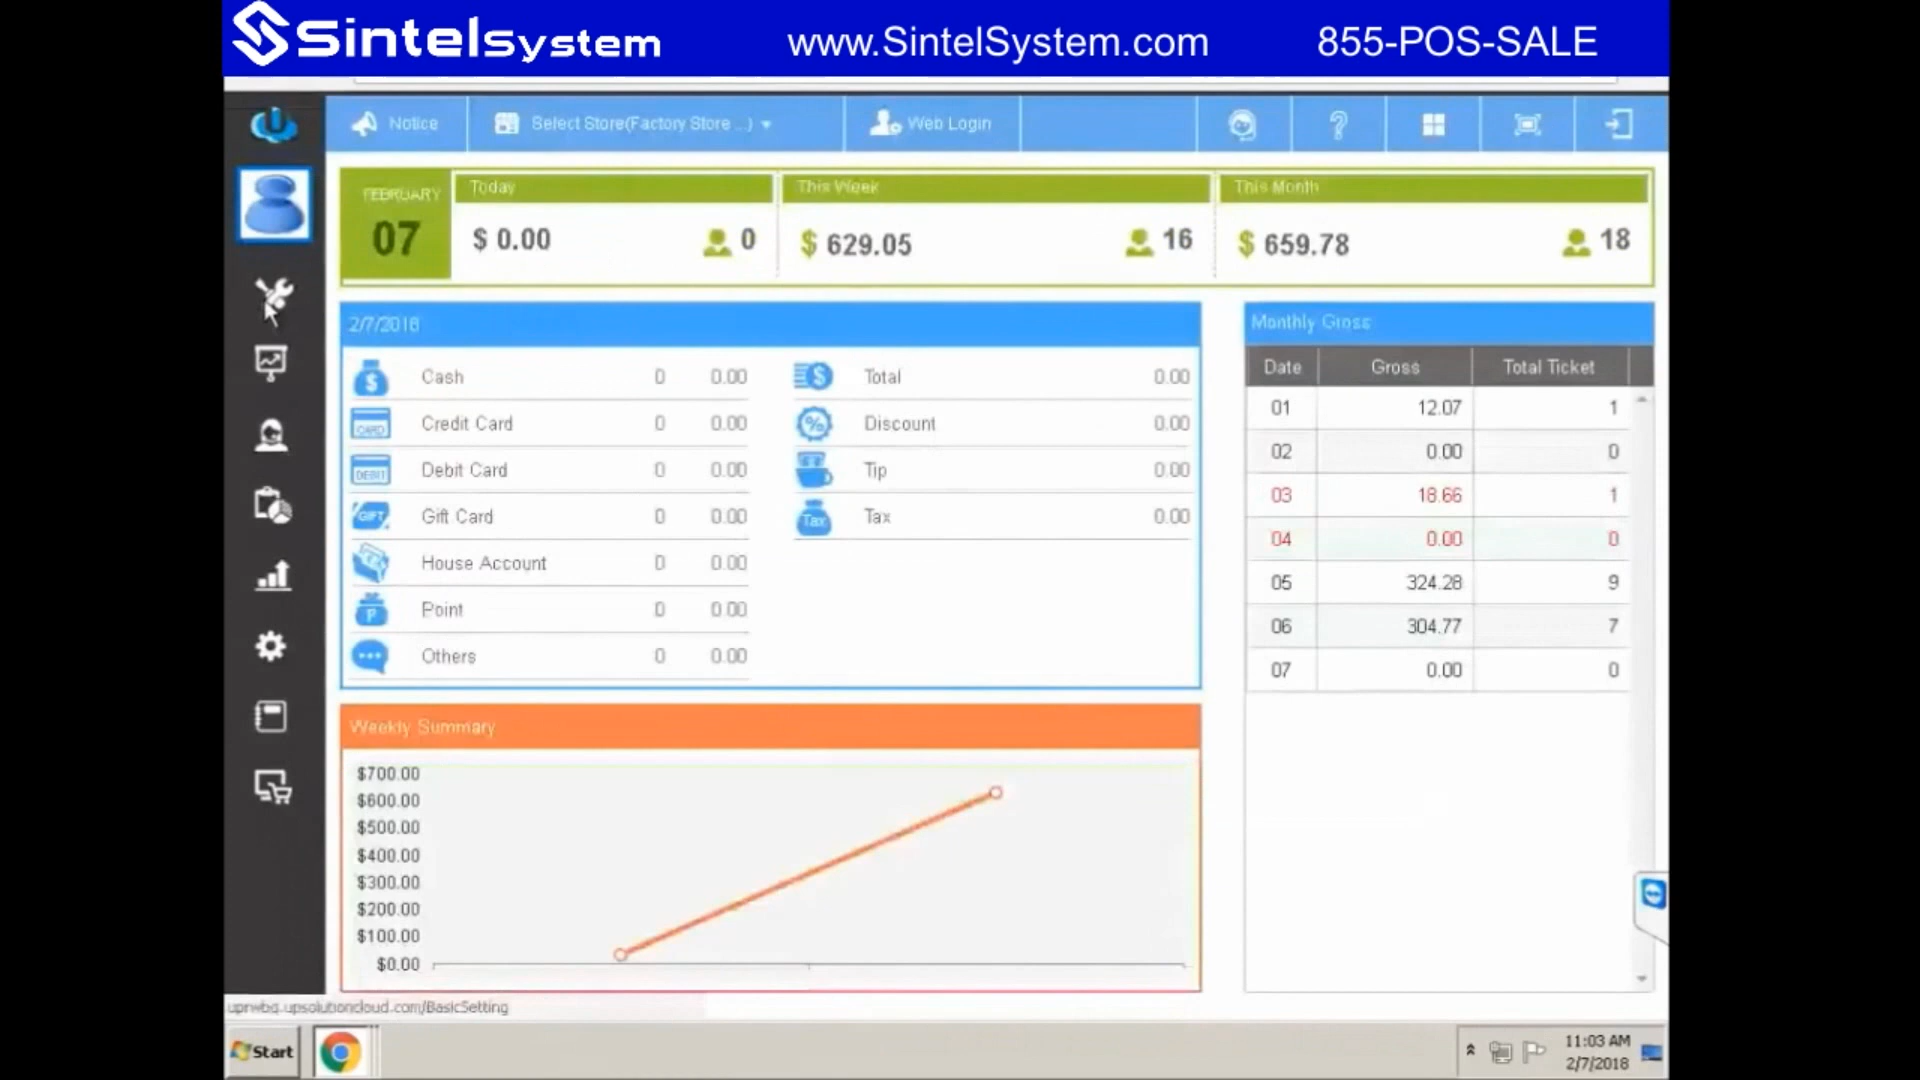 Sintelsystem www.SintelSystem.com 855-POS-SALE
Notice Select Store(Factory Store ...) Web Login
FEBRUARY
07
Today
$ 0.00 0
This Week
$ 629.05 16
This Month
$ 659.78 18
2/7/2018
Cash 0 0.00
Credit Card 0 0.00
Debit Card 0 0.00
Gift Card 0 0.00
House Account 0 0.00
Point 0 0.00
Others 0 0.00
Total 0.00
Discount 0.00
Tip 0.00
Tax 0.00
CARD
DEBIT
GIFT
P
Tax
Monthly Gross
Date Gross Total Ticket
01 12.07 1
02 0.00 0
03 18.66 1
04 0.00 0
05 324.28 9
06 304.77 7
07 0.00 0
Weekly Summary
$700.00
$600.00
$500.00
$400.00
$300.00
$200.00
$100.00
$0.00
Start
11:03 AM
2/7/2018